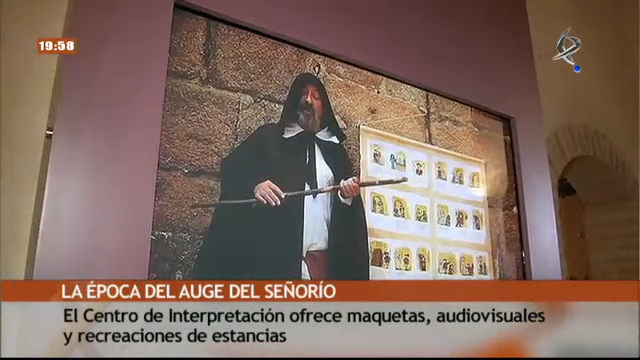 19:58
LA ÉPOCA DEL AUGE DEL SEÑORÍO
El Centro de Interpretación ofrece maquetas, audiovisuales
y recreaciones de estancias